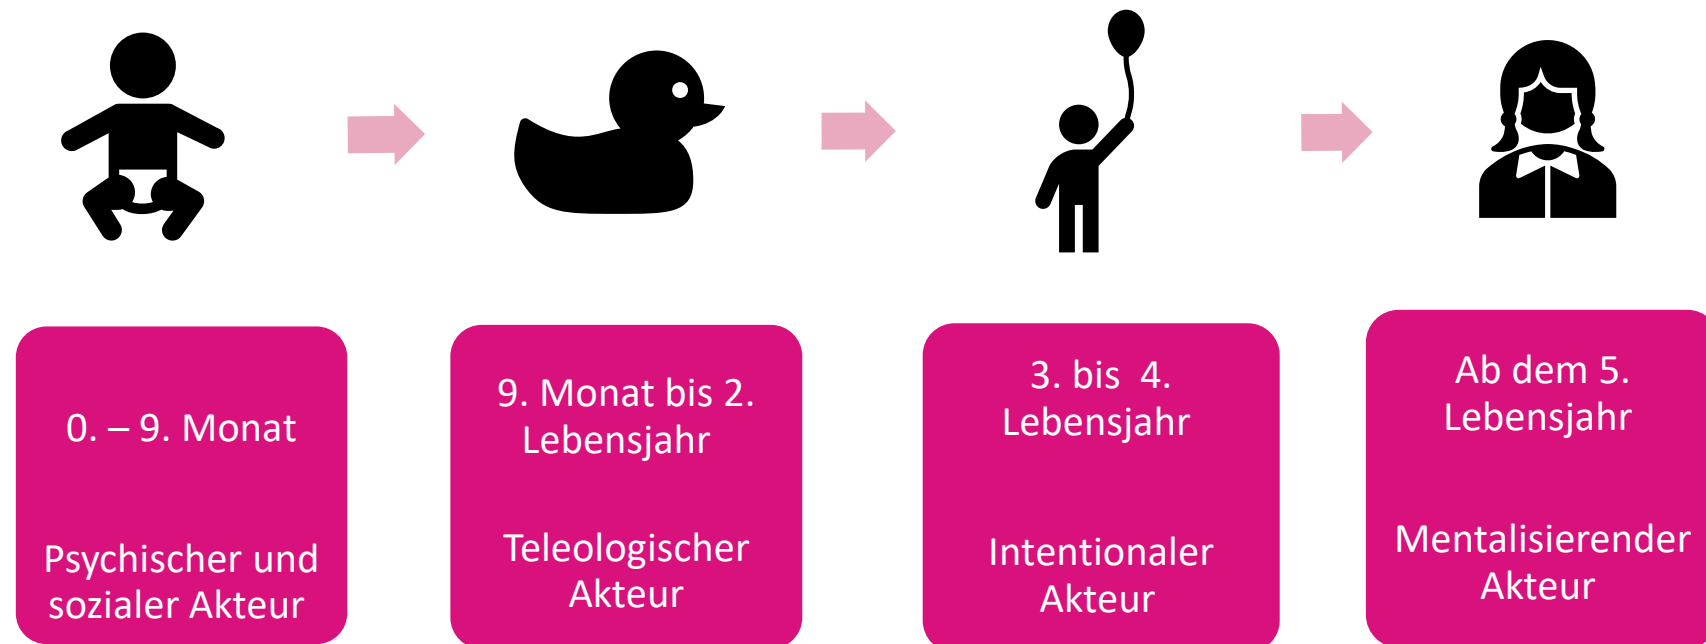 0. – 9. Monat
Psychischer und
sozialer Akteur
9. Monat bis 2.
Lebensjahr
Teleologischer
Akteur
3. bis  4.
Lebensjahr
Intentionaler
Akteur
Ab dem 5.
Lebensjahr
Mentalisierender
Akteur